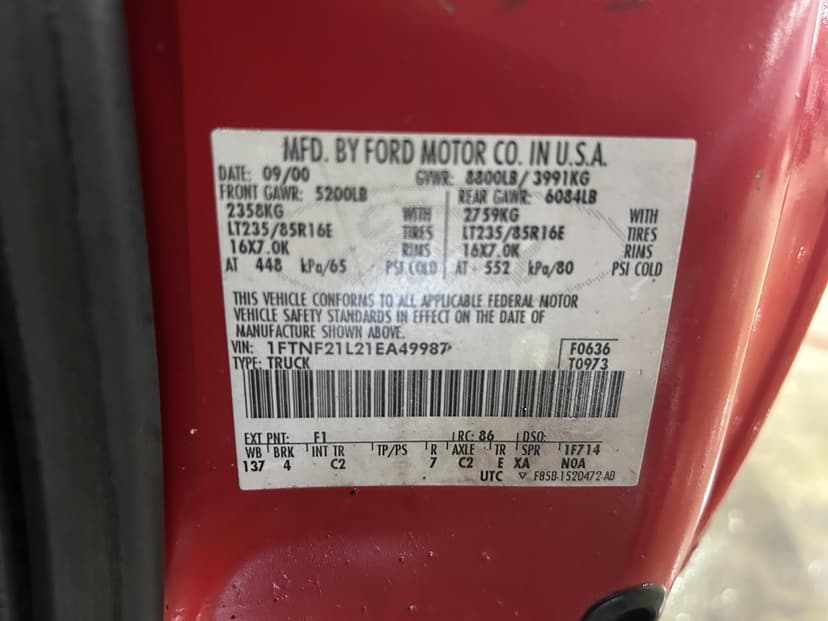 MFD. BY FORD MOTOR CO. IN U.S.A.
DATE: 09/00 GVWR: 8800LB/ 3991KG
FRONT GAWR: 5200LB REAR GAWR: 6084LB
2358KG WITH 2759KG WITH
LT235/85R16E TIRES LT235/85R16E TIRES
16X7.0K RIMS 16X7.0K RIMS
AT 448 kPa/65 PSI COLD AT 552 kPa/80 PSI COLD
THIS VEHICLE CONFORMS TO ALL APPLICABLE FEDERAL MOTOR
VEHICLE SAFETY STANDARDS IN EFFECT ON THE DATE OF
MANUFACTURE SHOWN ABOVE.
VIN: 1FTNF21L21EA49987 F0636
TYPE: TRUCK T0973
EXT PNT: F1 RC: 86 DSO:
WB BRK INT TR TP/PS R AXLE TR SPR 1F714
137 4 C2 7 C2 E XA N0A
UTC ▽ F85B-1520472-AB